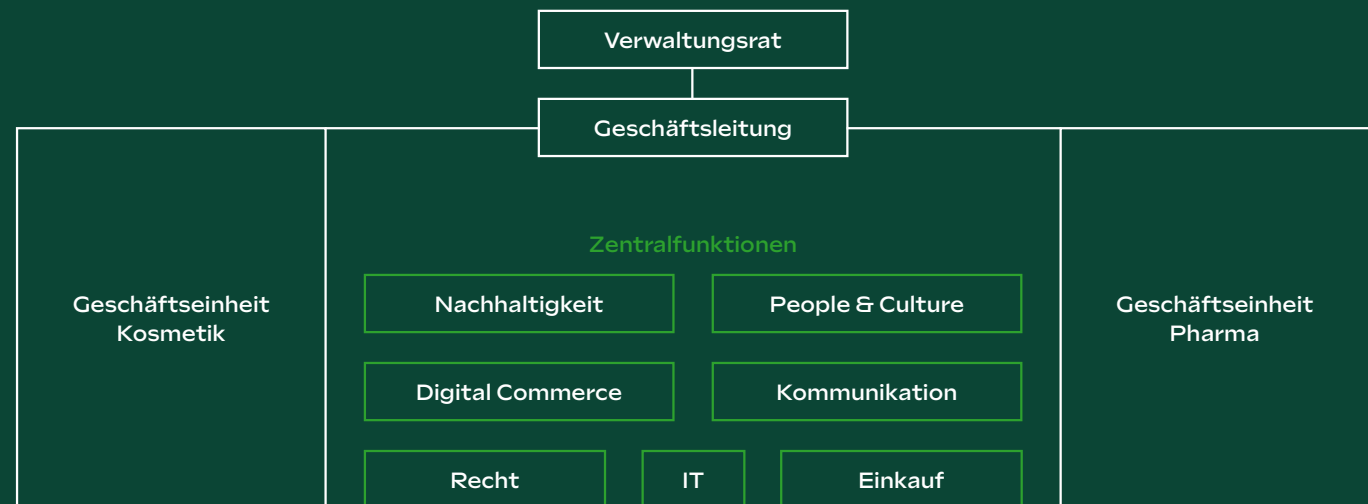 Verwaltungsrat
Geschäftsleitung
Zentralfunktionen
Geschäftseinheit
Kosmetik
Nachhaltigkeit
People & Culture
Geschäftseinheit
Pharma
Digital Commerce
Kommunikation
Recht
IT
Einkauf